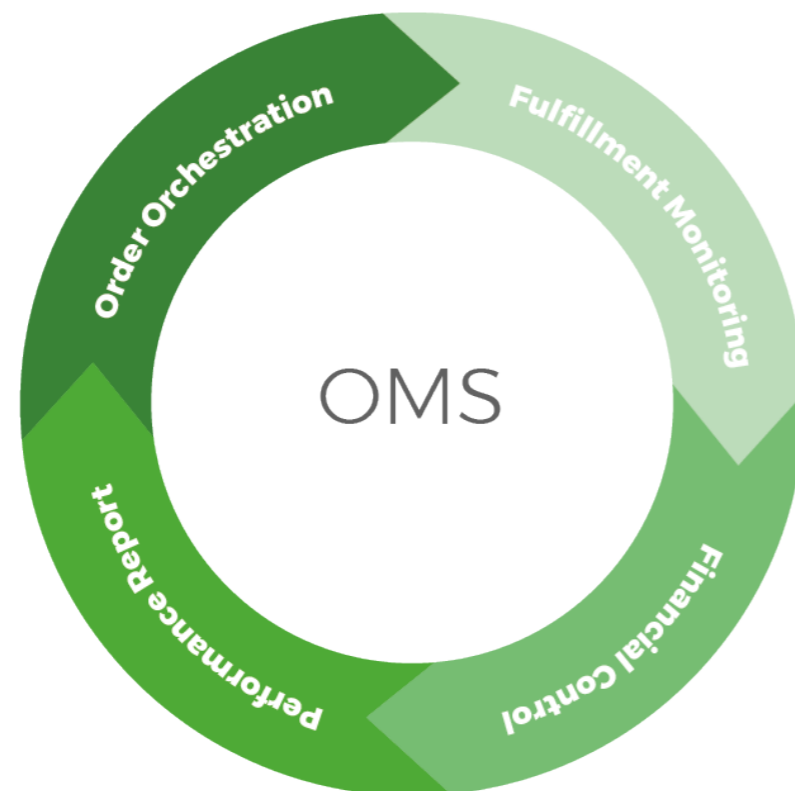 Order Orchestration
Fulfillment Monitoring
OMS
Financial Control
Performance Report